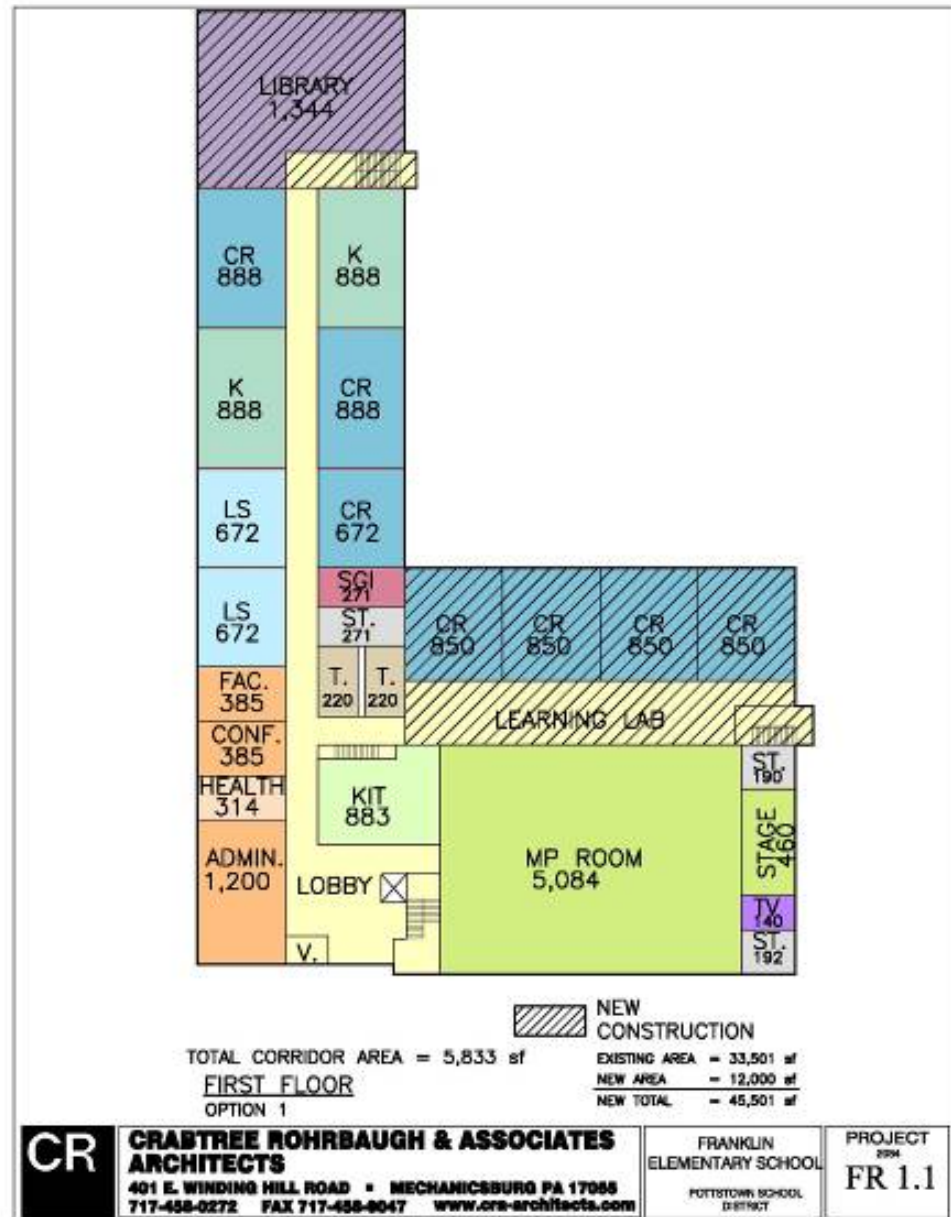 LIBRARY
1,344
CR
888
K
888
K
888
CR
888
LS
672
CR
672
LS
672
SGI
271
ST.
271
CR
850
CR
850
CR
850
CR
850
T.
220
T.
220
FAC.
385
LEARNING LAB
CONF.
385
ST.
190
HEALTH
314
KIT
883
STAGE
460
ADMIN.
1,200
LOBBY
MP ROOM
5,084
TV
140
ST.
192
V.
NEW
CONSTRUCTION
TOTAL CORRIDOR AREA = 5,833 sf
FIRST FLOOR
OPTION 1
EXISTING AREA = 33,501 sf
NEW AREA = 12,000 sf
NEW TOTAL = 45,501 sf
CR
CRABTREE ROHRBAUGH & ASSOCIATES
ARCHITECTS
401 E. WINDING HILL ROAD ▪ MECHANICSBURG PA 17055
717-458-0272 FAX 717-458-0047 www.cra-architects.com
FRANKLIN
ELEMENTARY SCHOOL
POTTSTOWN SCHOOL
DISTRICT
PROJECT
FR 1.1